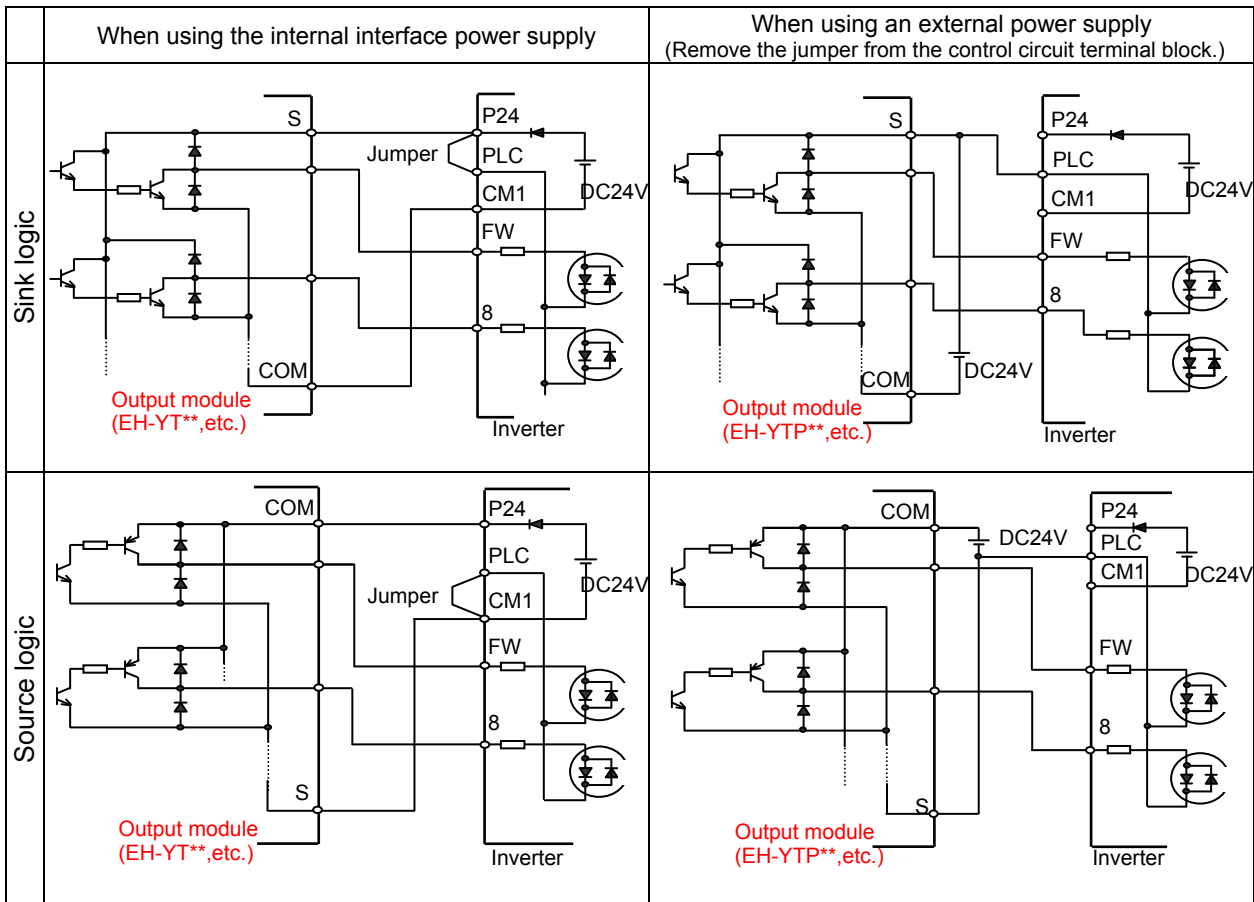 When using the internal interface power supply
When using an external power supply
(Remove the jumper from the control circuit terminal block.)
Sink logic
S
P24
Jumper
PLC
CM1
DC24V
FW
8
COM
Output module
(EH-YT**,etc.)
Inverter
S
P24
PLC
CM1
DC24V
FW
8
DC24V
COM
Output module
(EH-YTP**,etc.)
Inverter
Source logic
COM
P24
PLC
DC24V
Jumper
CM1
FW
8
S
Output module
(EH-YT**,etc.)
Inverter
COM
DC24V
P24
PLC
CM1
DC24V
FW
8
S
Output module
(EH-YTP**,etc.)
Inverter